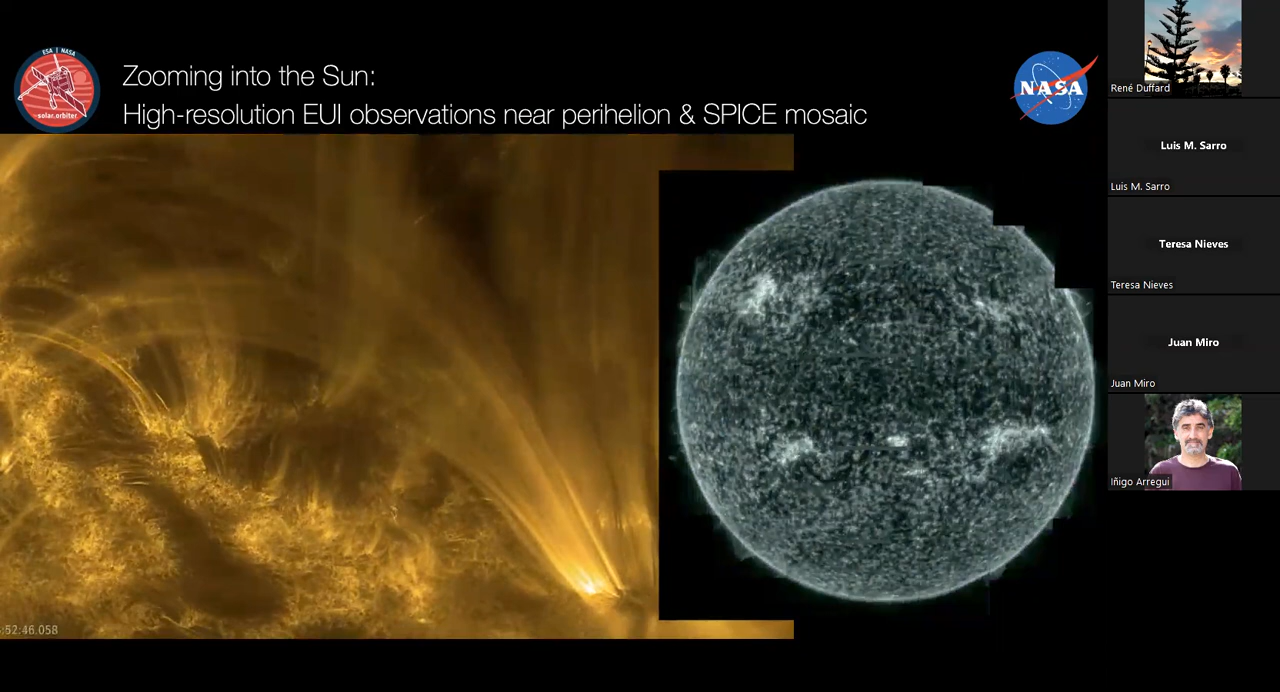 ESA | NASA
solar orbiter
Zooming into the Sun:
High-resolution EUI observations near perihelion & SPICE mosaic
NASA
:52:46.058
René Duffard
Luis M. Sarro
Luis M. Sarro
Teresa Nieves
Teresa Nieves
Juan Miro
Juan Miro
Iñigo Arregui